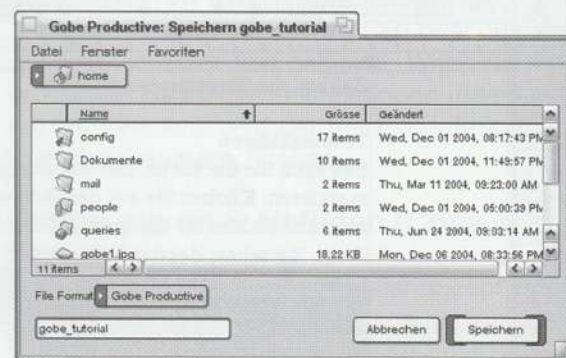 Gobe Productive: Speichern gobe_tutorial
Datei Fenster Favoriten
home
Name Grösse Geändert
config 17 items Wed, Dec 01 2004, 08:17:43 PM
Dokumente 10 items Wed, Dec 01 2004, 11:49:57 PM
mail 2 items Thu, Mar 11 2004, 09:23:00 AM
people 2 items Wed, Dec 01 2004, 05:00:39 PM
queries 6 items Thu, Jun 24 2004, 09:03:14 AM
gobe1.jpg 18.22 KB Mon, Dec 06 2004, 08:33:56 PM
11 items
File Format: Gobe Productive
gobe_tutorial
Abbrechen Speichern